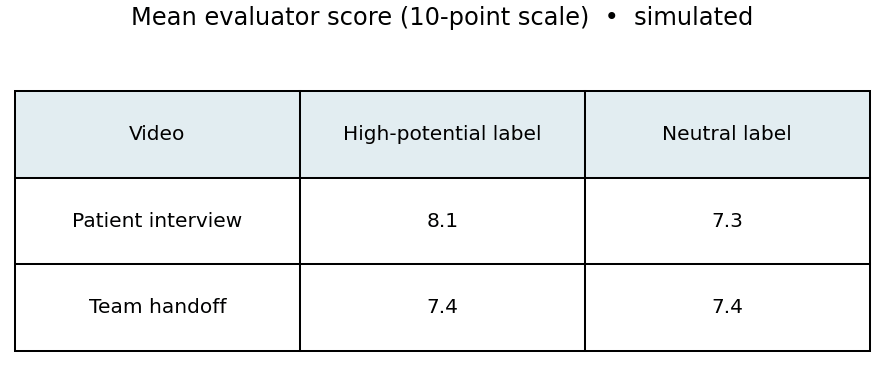 Mean evaluator score (10-point scale) • simulated
Video High-potential label Neutral label
Patient interview 8.1 7.3
Team handoff 7.4 7.4